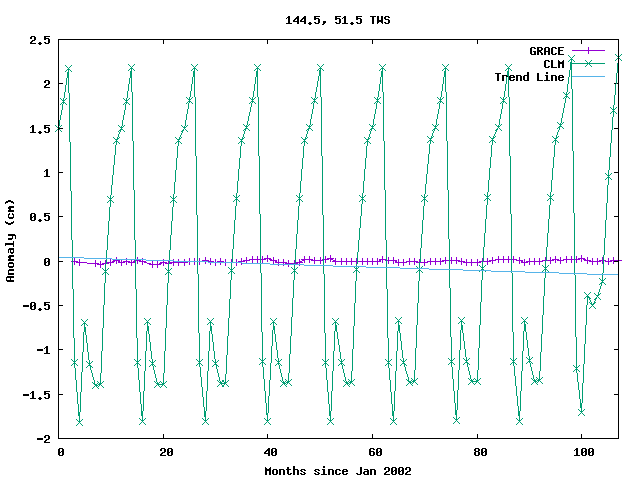 144.5, 51.5 TWS
GRACE
CLM
Trend Line
2.5
2
1.5
1
0.5
0
-0.5
-1
-1.5
-2
Anomaly (cm)
0 20 40 60 80 100
Months since Jan 2002